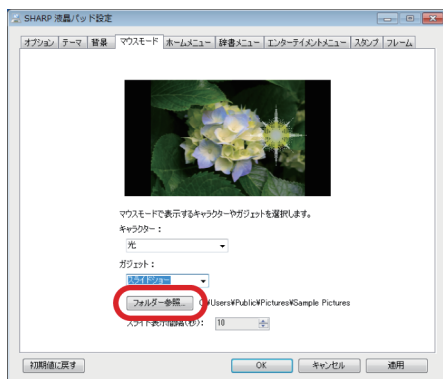 SHARP 液晶パッド設定
オプション テーマ 背景 マウスモード ホームメニュー 辞書メニュー エンターテイメントメニュー スタンプ フレーム
マウスモードで表示するキャラクターやガジェットを選択します。
キャラクター：
光
ガジェット：
スライドショー
フォルダー参照... C:¥Users¥Public¥Pictures¥Sample Pictures
スライド表示間隔(秒)： 10
初期値に戻す OK キャンセル 適用